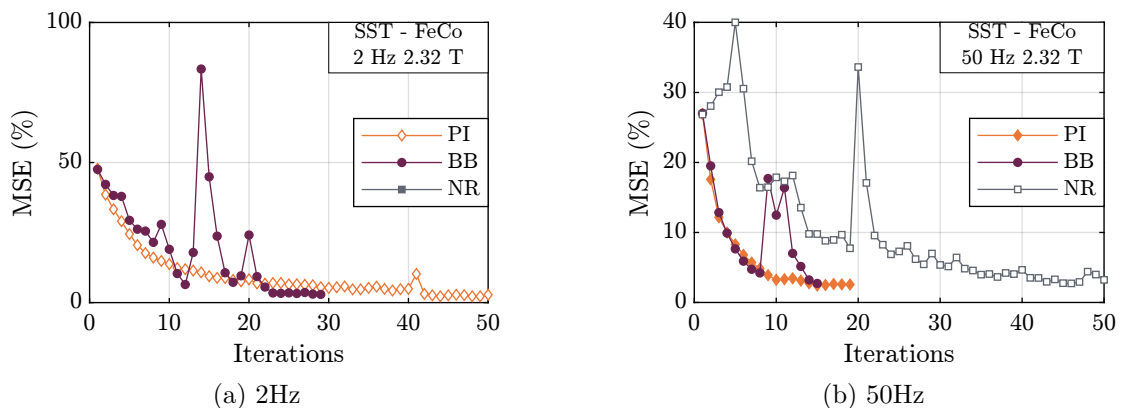 MSE (%)
100
50
0
0
10
20
30
40
50
Iterations
SST - FeCo
2 Hz 2.32 T
PI
BB
NR
(a) 2Hz
MSE (%)
40
30
20
10
0
0
10
20
30
40
50
Iterations
SST - FeCo
50 Hz 2.32 T
PI
BB
NR
(b) 50Hz